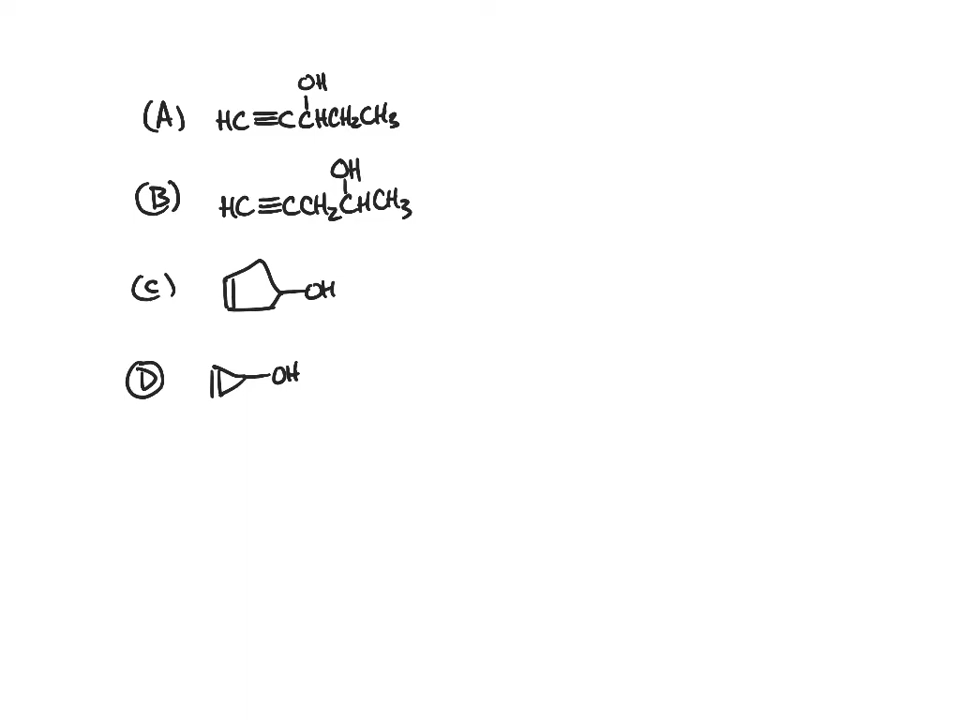 (A) HC≡CCHCH₂CH₃
OH
(B) HC≡CCH₂CHCH₃
OH
(C) OH
(D) OH